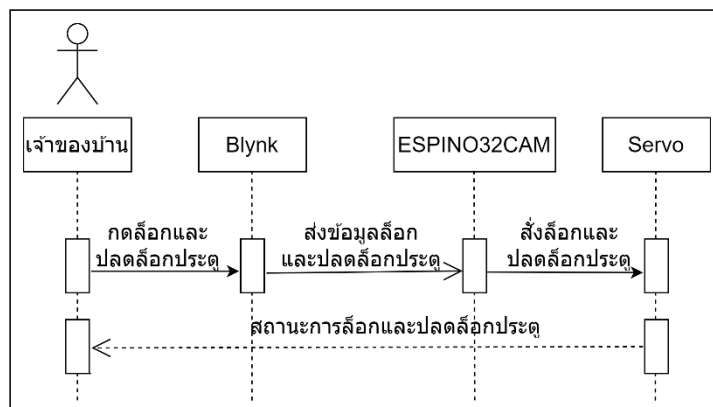 เจ้าของบ้าน
Blynk
ESPINO32CAM
Servo
กดล็อกและ
ปลดล็อกประตู
ส่งข้อมูลล็อก
และปลดล็อกประตู
สั่งล็อกและ
ปลดล็อกประตู
สถานะการล็อกและปลดล็อกประตู